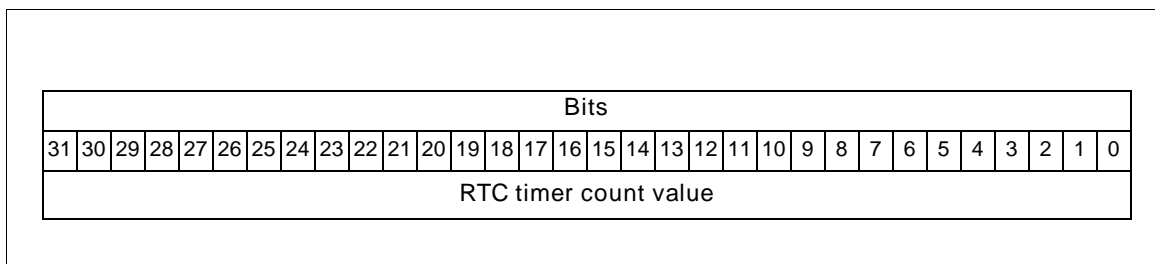 Bits
31 30 29 28 27 26 25 24 23 22 21 20 19 18 17 16 15 14 13 12 11 10 9 8 7 6 5 4 3 2 1 0
RTC timer count value